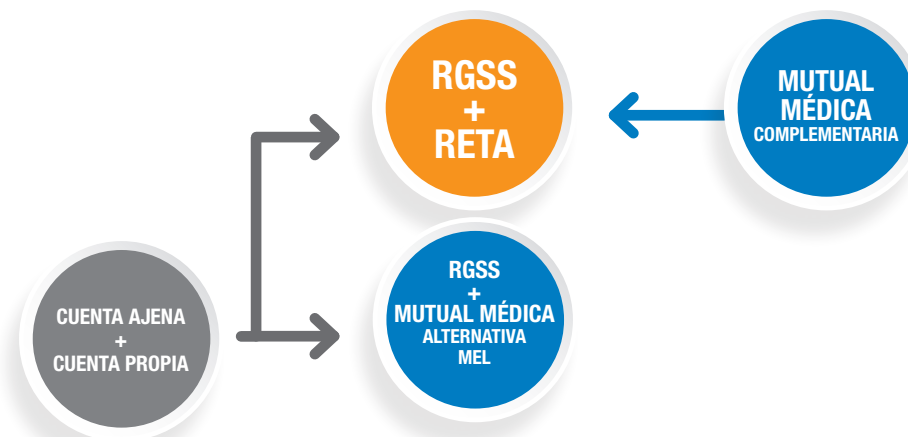 RGSS
+
RETA
MUTUAL
MÉDICA
COMPLEMENTARIA
RGSS
+
MUTUAL MÉDICA
ALTERNATIVA
MEL
CUENTA AJENA
+
CUENTA PROPIA